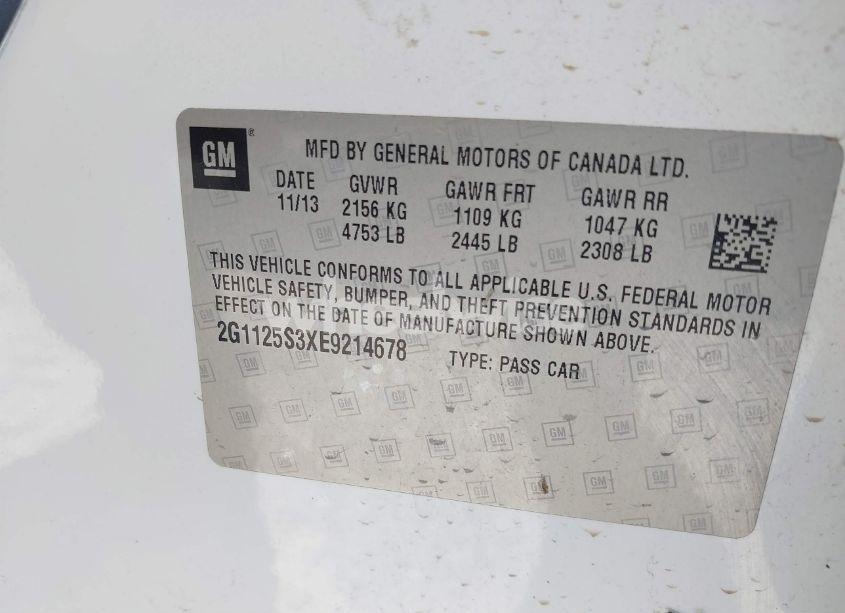 GM ®
MFD BY GENERAL MOTORS OF CANADA LTD.
DATE GVWR GAWR FRT GAWR RR
11/13 2156 KG 1109 KG 1047 KG
4753 LB 2445 LB 2308 LB
THIS VEHICLE CONFORMS TO ALL APPLICABLE U.S. FEDERAL MOTOR
VEHICLE SAFETY, BUMPER, AND THEFT PREVENTION STANDARDS IN
EFFECT ON THE DATE OF MANUFACTURE SHOWN ABOVE.
2G1125S3XE9214678 TYPE: PASS CAR